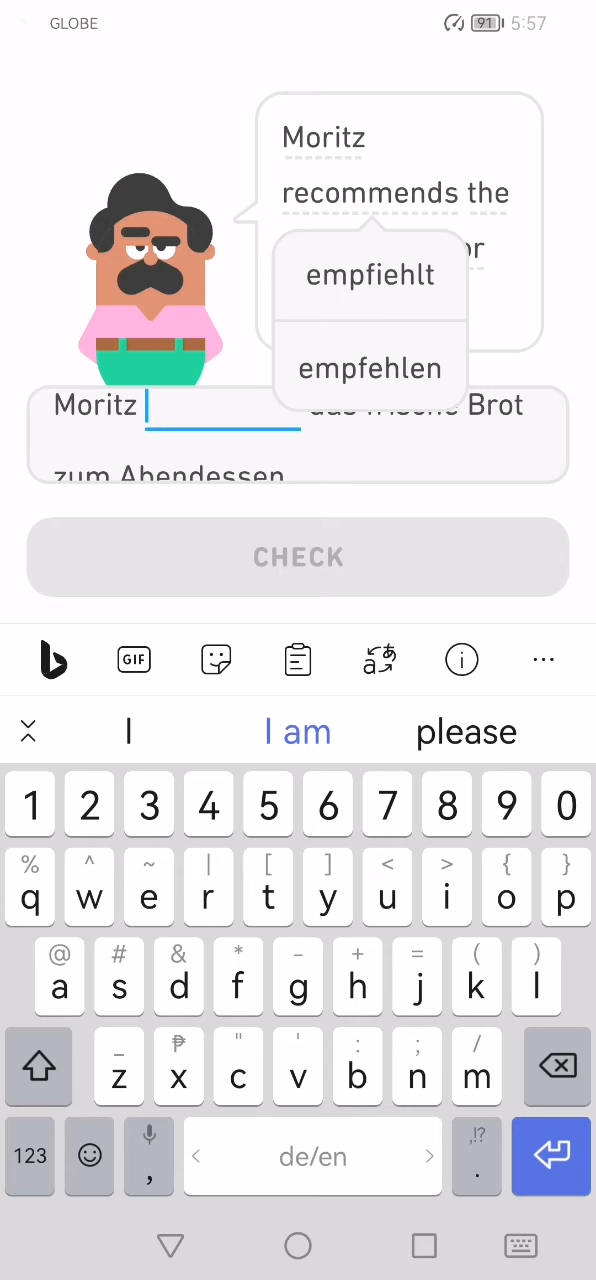 GLOBE
91 5:57
Moritz
recommends the
or
empfiehlt
empfehlen
Moritz das frische Brot
zum Abendessen
CHECK
GIF
I I am please
1 2 3 4 5 6 7 8 9 0
% ^ ~ | [ ] < > { }
q w e r t y u i o p
@ # & * - + = ( )
a s d f g h j k l
_ ₱ " ' : ; /
z x c v b n m
,!?
123 , < de/en > .